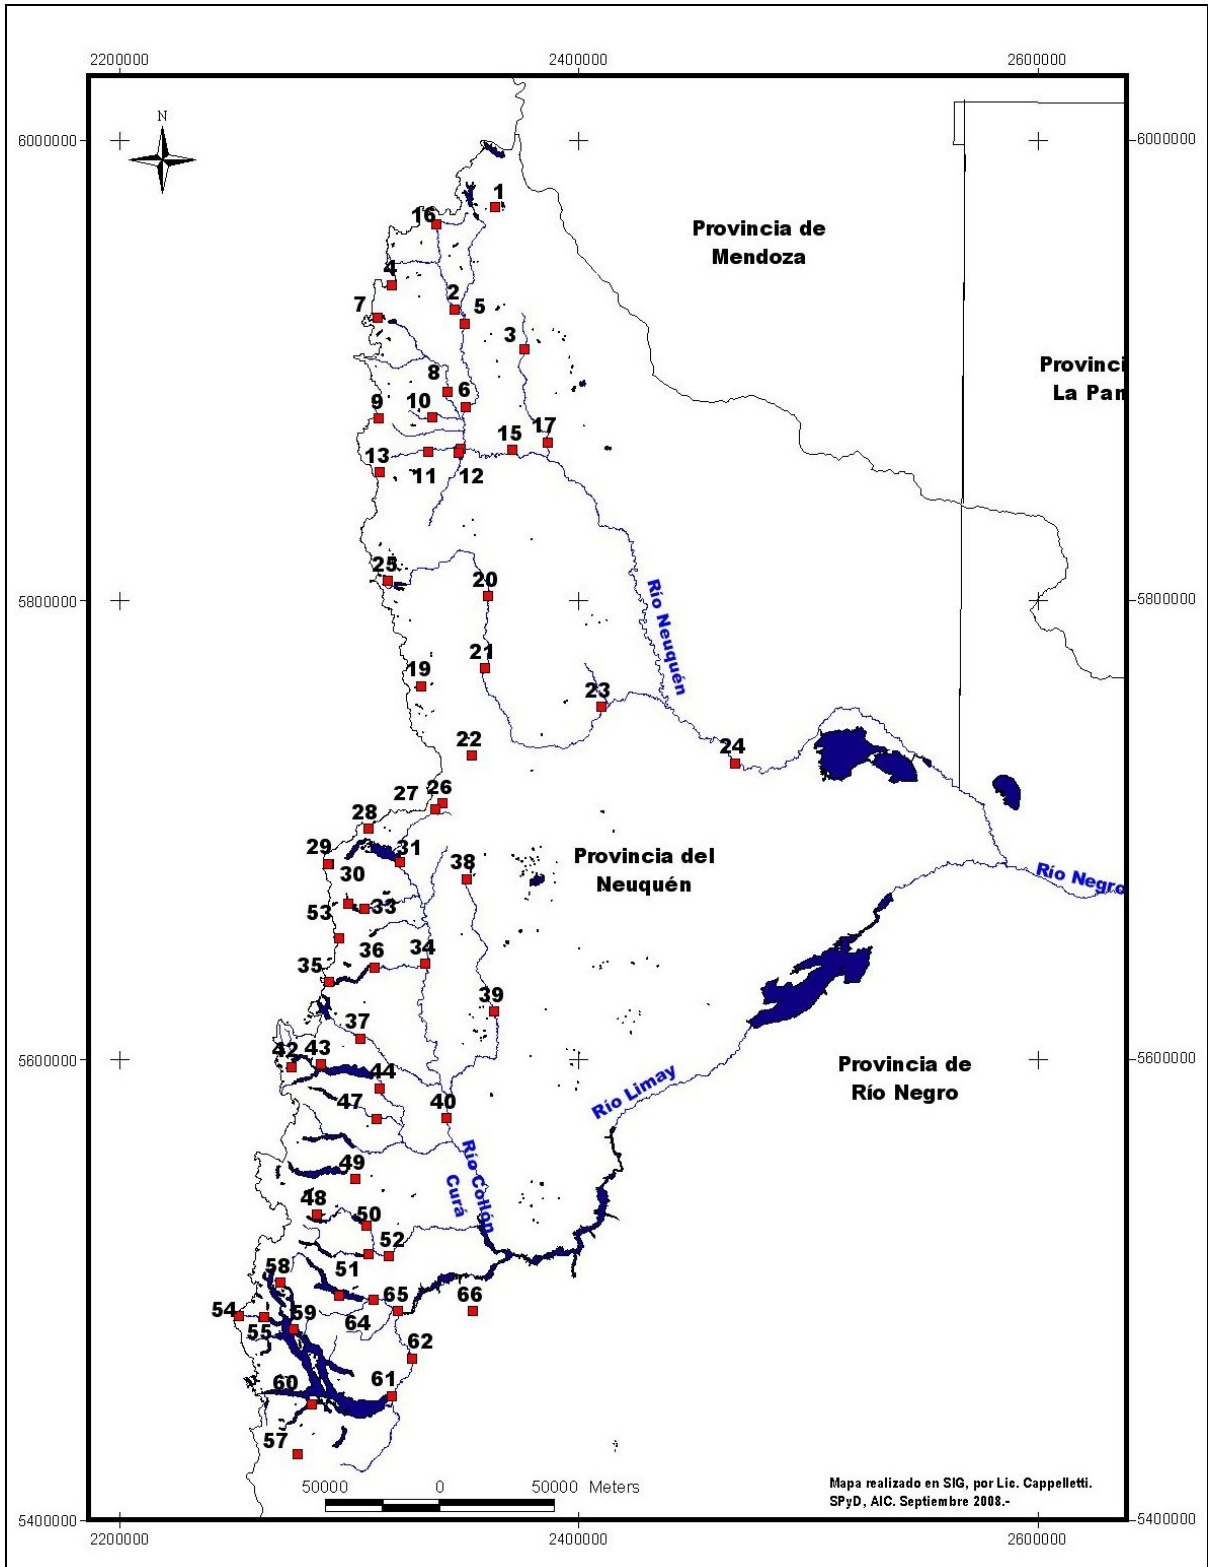 2200000 2400000 2600000
N
6000000 6000000
1
16
Provincia de
Mendoza
4
2 5
7
3
Provinci
La Pan
8 6
9 10
15 17
13
11 12
25
20
5800000 5800000
Río Neuquén
21
19
23
22
24
27 26
28
29 31
30
38
Provincia del
Neuquén
Río Negro
53 33
36 34
35
39
37
42 43
44
5600000 5600000
Provincia de
Río Negro
47 40
Río Limay
49
Río Collón
Curá
48
50
52
51
58
54
55 59
65 66
64
62
60 61
57
50000 0 50000 Meters
Mapa realizado en SIG, por Lic. Cappelletti.
SPyD, AIC. Septiembre 2008.-
5400000 5400000
2200000 2400000 2600000